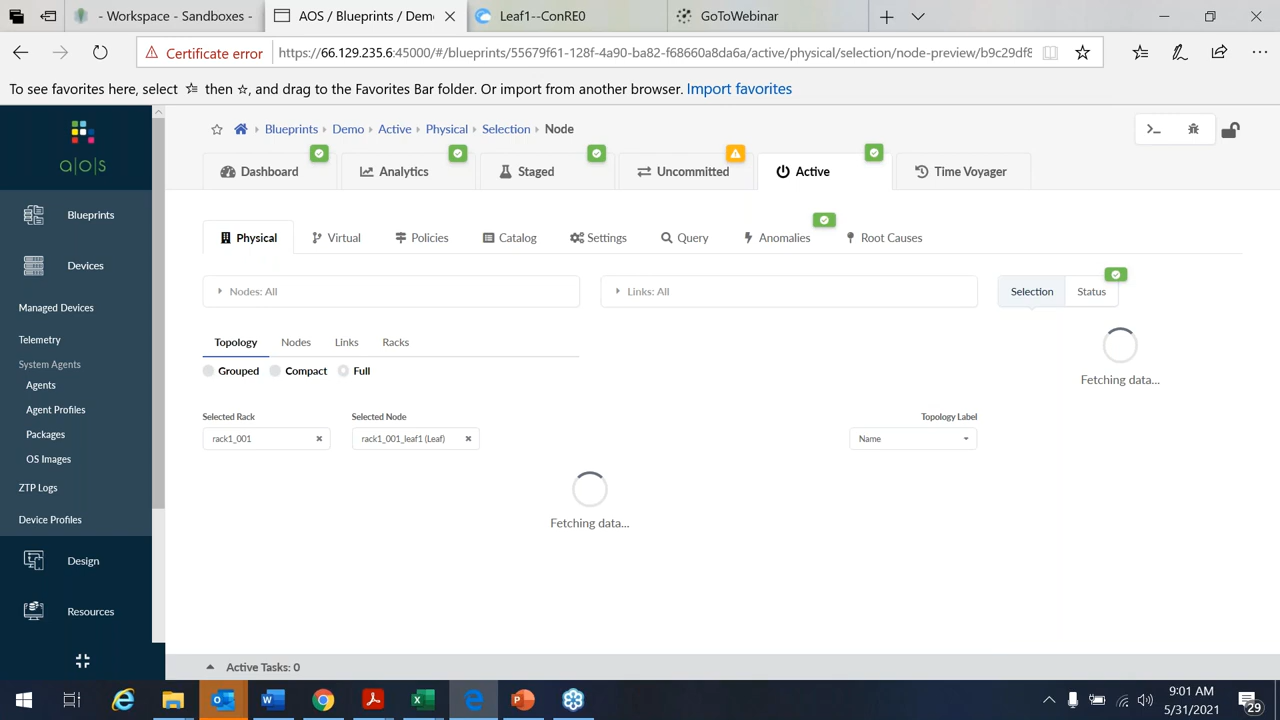 - Workspace - Sandboxes -
AOS / Blueprints / Demo
Leaf1--ConRE0
GoToWebinar
Certificate error
https://66.129.235.6:45000/#/blueprints/55679f61-128f-4a90-ba82-f68660a8da6a/active/physical/selection/node-preview/b9c29df8
To see favorites here, select then ☆, and drag to the Favorites Bar folder. Or import from another browser. Import favorites
a|o|s
Blueprints
Devices
Managed Devices
Telemetry
System Agents
Agents
Agent Profiles
Packages
OS Images
ZTP Logs
Device Profiles
Design
Resources
Blueprints Demo Active Physical Selection Node
Dashboard Analytics Staged Uncommitted Active Time Voyager
Physical Virtual Policies Catalog Settings Query Anomalies Root Causes
Nodes: All Links: All Selection Status
Topology Nodes Links Racks
Grouped Compact Full
Fetching data...
Selected Rack Selected Node Topology Label
rack1_001 rack1_001_leaf1 (Leaf) Name
Fetching data...
Active Tasks: 0
9:01 AM
5/31/2021
29